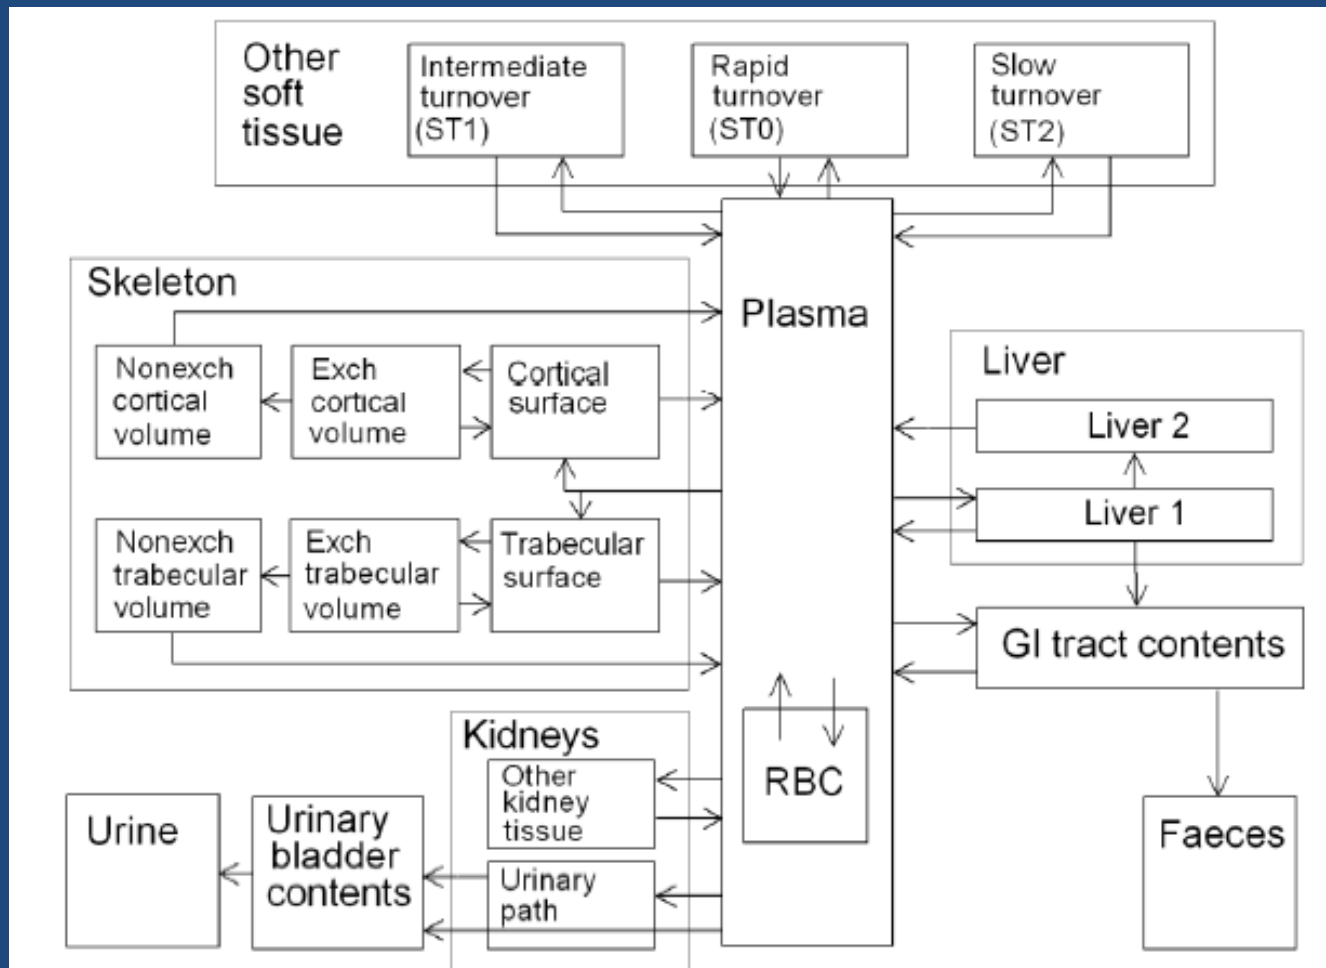 Other
soft
tissue
Intermediate
turnover
(ST1)
Rapid
turnover
(ST0)
Slow
turnover
(ST2)
Skeleton
Plasma
Nonexch
cortical
volume
Exch
cortical
volume
Cortical
surface
Nonexch
trabecular
volume
Exch
trabecular
volume
Trabecular
surface
Liver
Liver 2
Liver 1
GI tract contents
Kidneys
Other
kidney
tissue
RBC
Urine
Urinary
bladder
contents
Urinary
path
Faeces